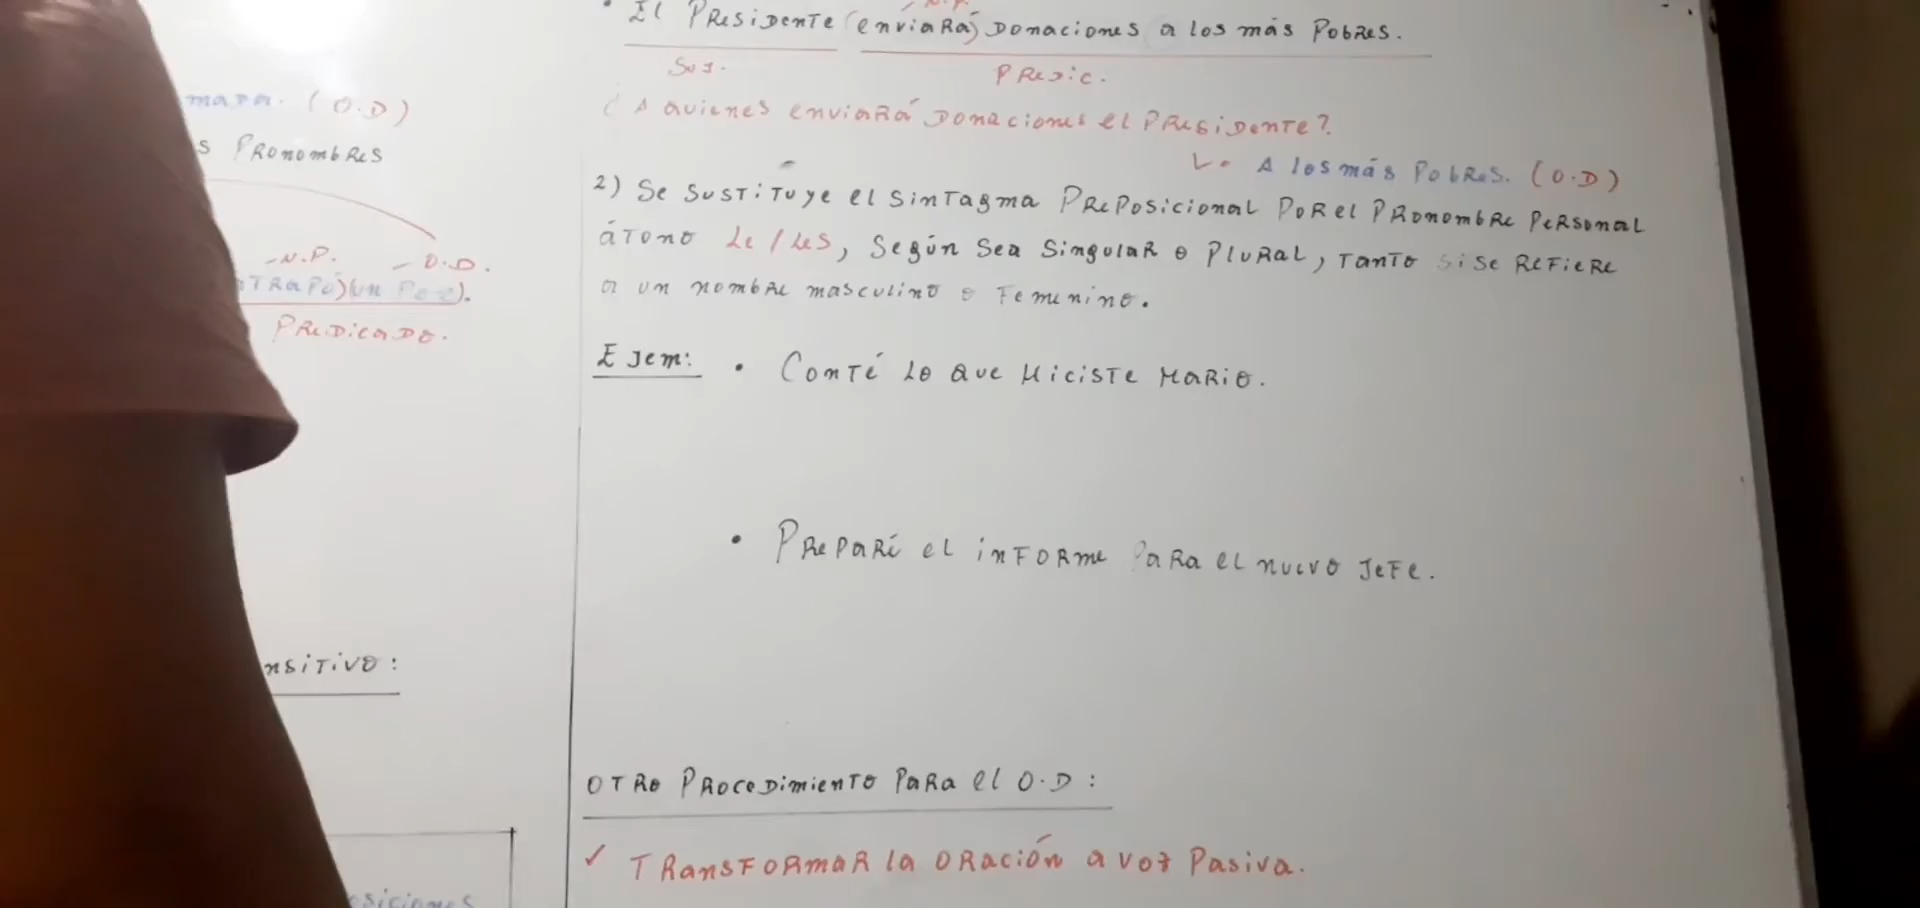 mada. (O.D)
s Pronombres
- N.P. - O.D.
Predicado.
nsitivo:
osiciones
• El Presidente (enviará) Donaciones a los más Pobres.
Suj. Predic.
¿A quienes enviará Donaciones el Presidente?
L. A los más Pobres. (O.D)
2) Se sustituye el sintagma Preposicional Por el Pronombre Personal
átono Le / Les, según sea singular o Plural, tanto si se refiere
a un nombre masculino o Femenino.
Ejem: • Conté lo que Hiciste Mario.
• Preparé el informe Para el nuevo Jefe.
Otro Procedimiento Para el O.D:
✓ Transformar la oración a voz Pasiva.